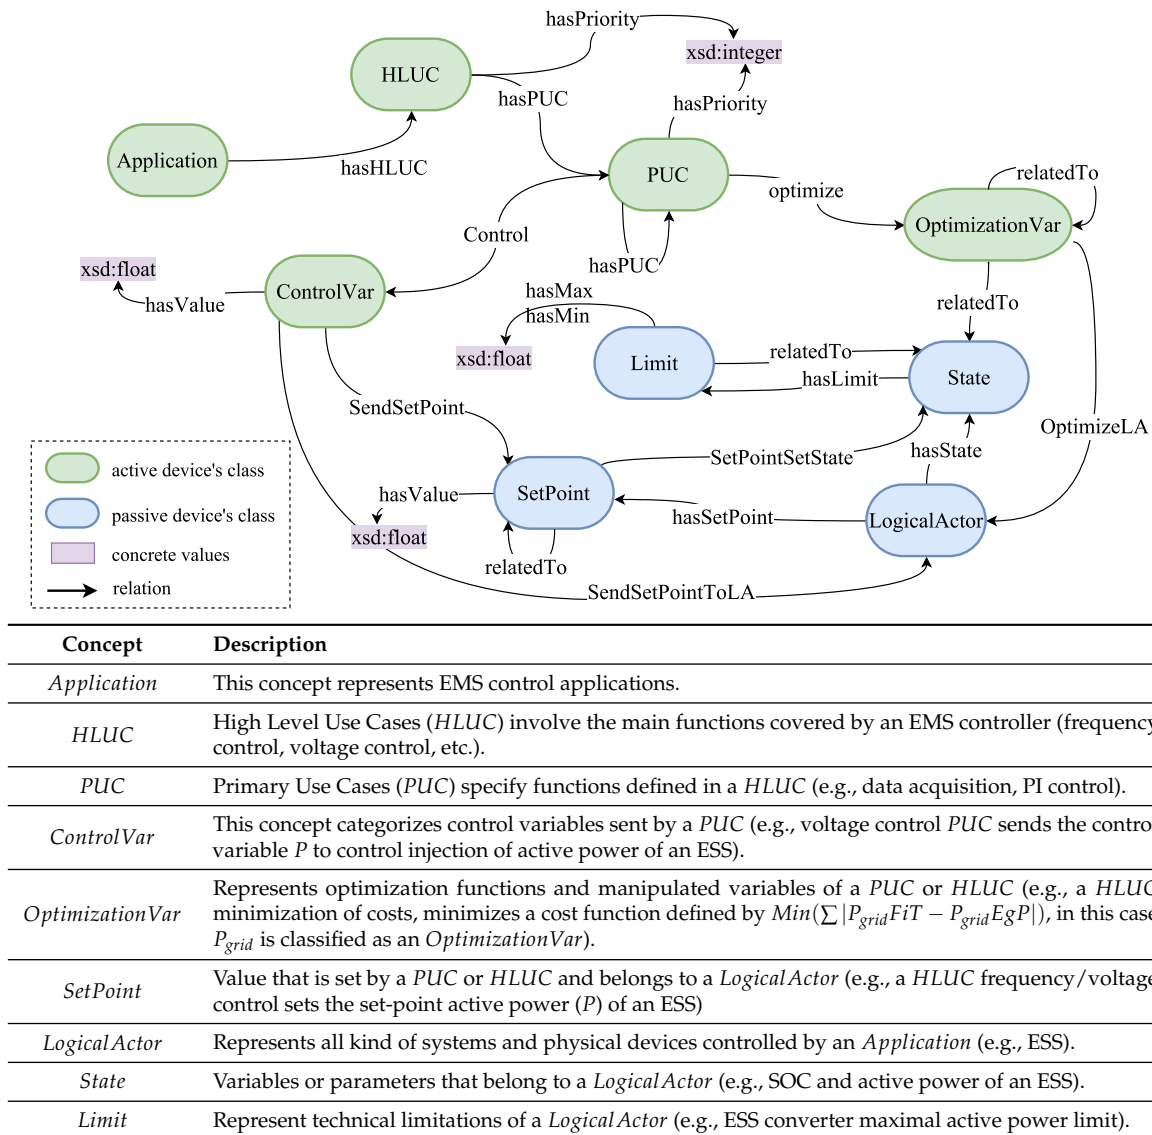 hasPriority
xsd:integer
HLUC
hasPUC
hasPriority
Application
hasHLUC
PUC
optimize
relatedTo
OptimizationVar
Control
hasPUC
xsd:float
hasValue
ControlVar
hasMax
hasMin
xsd:float
Limit
relatedTo
hasLimit
relatedTo
State
SendSetPoint
OptimizeLA
SetPointSetState
hasState
active device's class
passive device's class
concrete values
relation
hasValue
SetPoint
xsd:float
relatedTo
hasSetPoint
LogicalActor
SendSetPointToLA
Concept Description
Application This concept represents EMS control applications.
High Level Use Cases (HLUC) involve the main functions covered by an EMS controller (frequency
HLUC
control, voltage control, etc.).
PUC Primary Use Cases (PUC) specify functions defined in a HLUC (e.g., data acquisition, PI control).
This concept categorizes control variables sent by a PUC (e.g., voltage control PUC sends the control
ControlVar
variable P to control injection of active power of an ESS).
Represents optimization functions and manipulated variables of a PUC or HLUC (e.g., a HLUC
OptimizationVar minimization of costs, minimizes a cost function defined by Min(∑ |P_grid FiT − P_grid EgP|), in this case
P_grid is classified as an OptimizationVar).
Value that is set by a PUC or HLUC and belongs to a LogicalActor (e.g., a HLUC frequency/voltage
SetPoint
control sets the set-point active power (P) of an ESS)
LogicalActor Represents all kind of systems and physical devices controlled by an Application (e.g., ESS).
State Variables or parameters that belong to a LogicalActor (e.g., SOC and active power of an ESS).
Limit Represent technical limitations of a LogicalActor (e.g., ESS converter maximal active power limit).